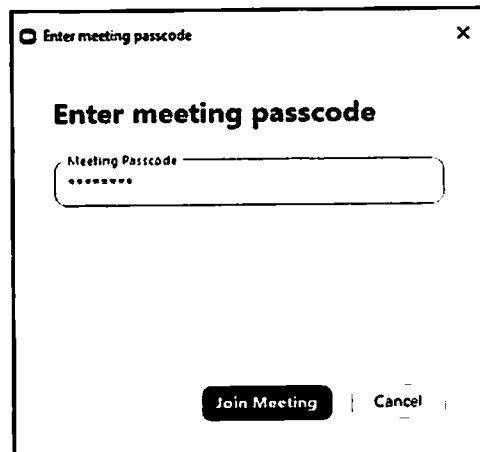 Enter meeting passcode
Enter meeting passcode
Meeting Passcode
********
Join Meeting
Cancel